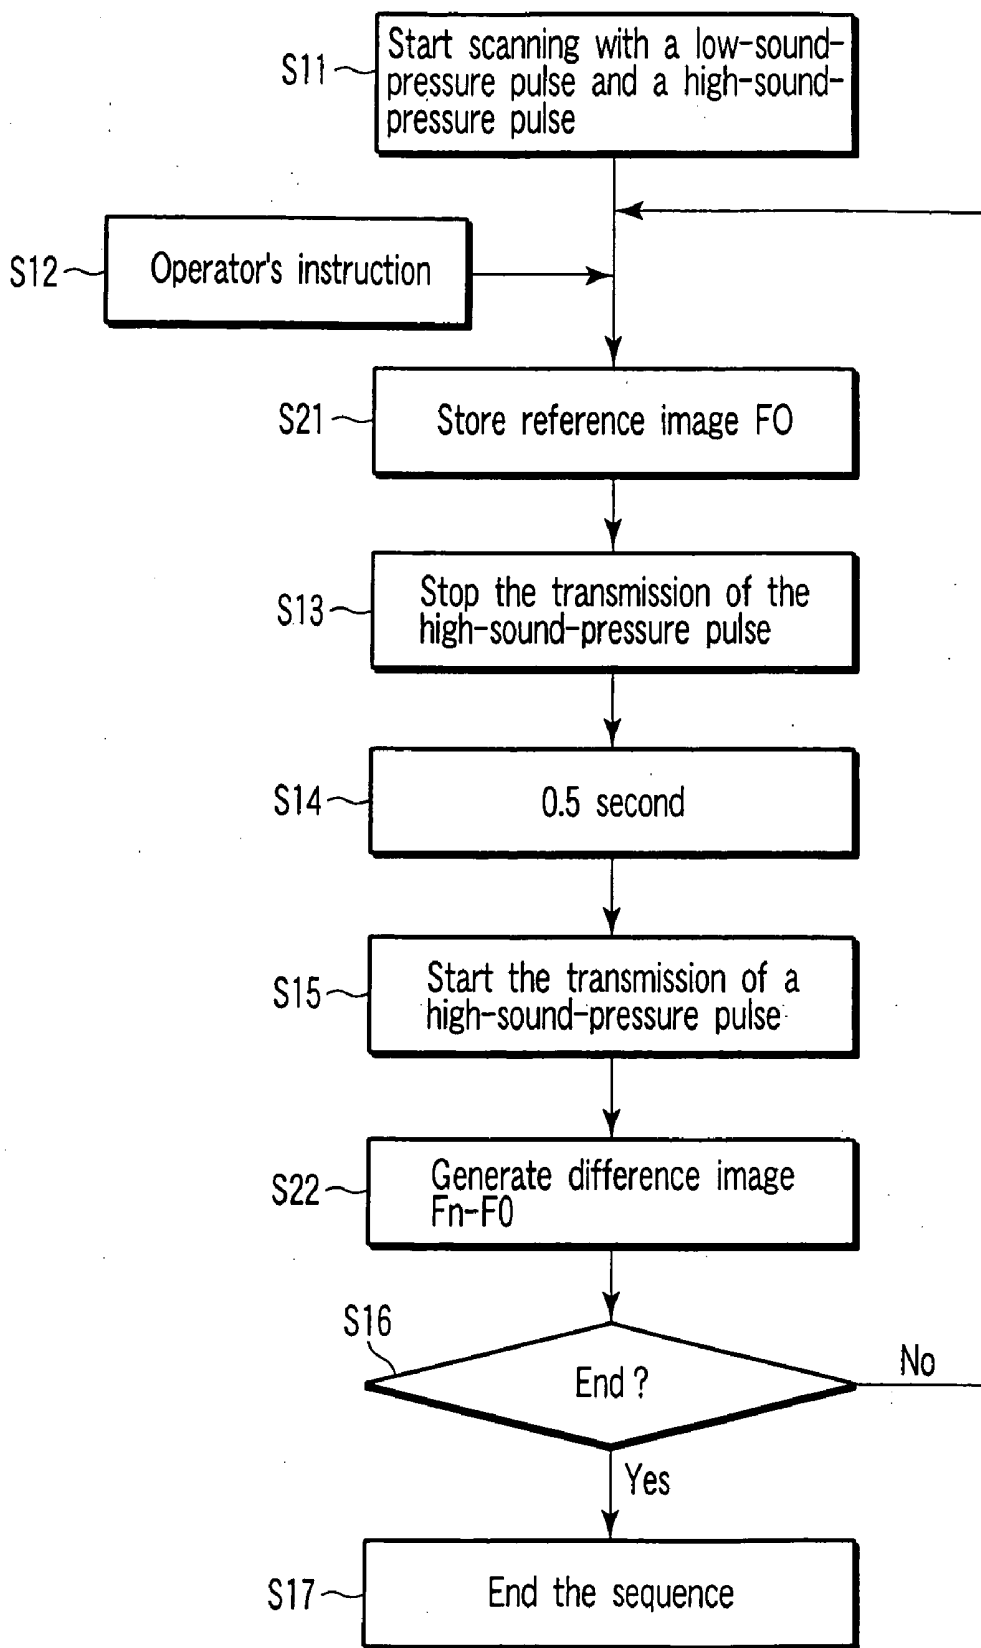 S11
Start scanning with a low-sound-
pressure pulse and a high-sound-
pressure pulse
S12
Operator's instruction
S21
Store reference image FO
S13
Stop the transmission of the
high-sound-pressure pulse
S14
0.5 second
S15
Start the transmission of a
high-sound-pressure pulse
S22
Generate difference image
Fn-F0
S16
End ?
No
Yes
S17
End the sequence